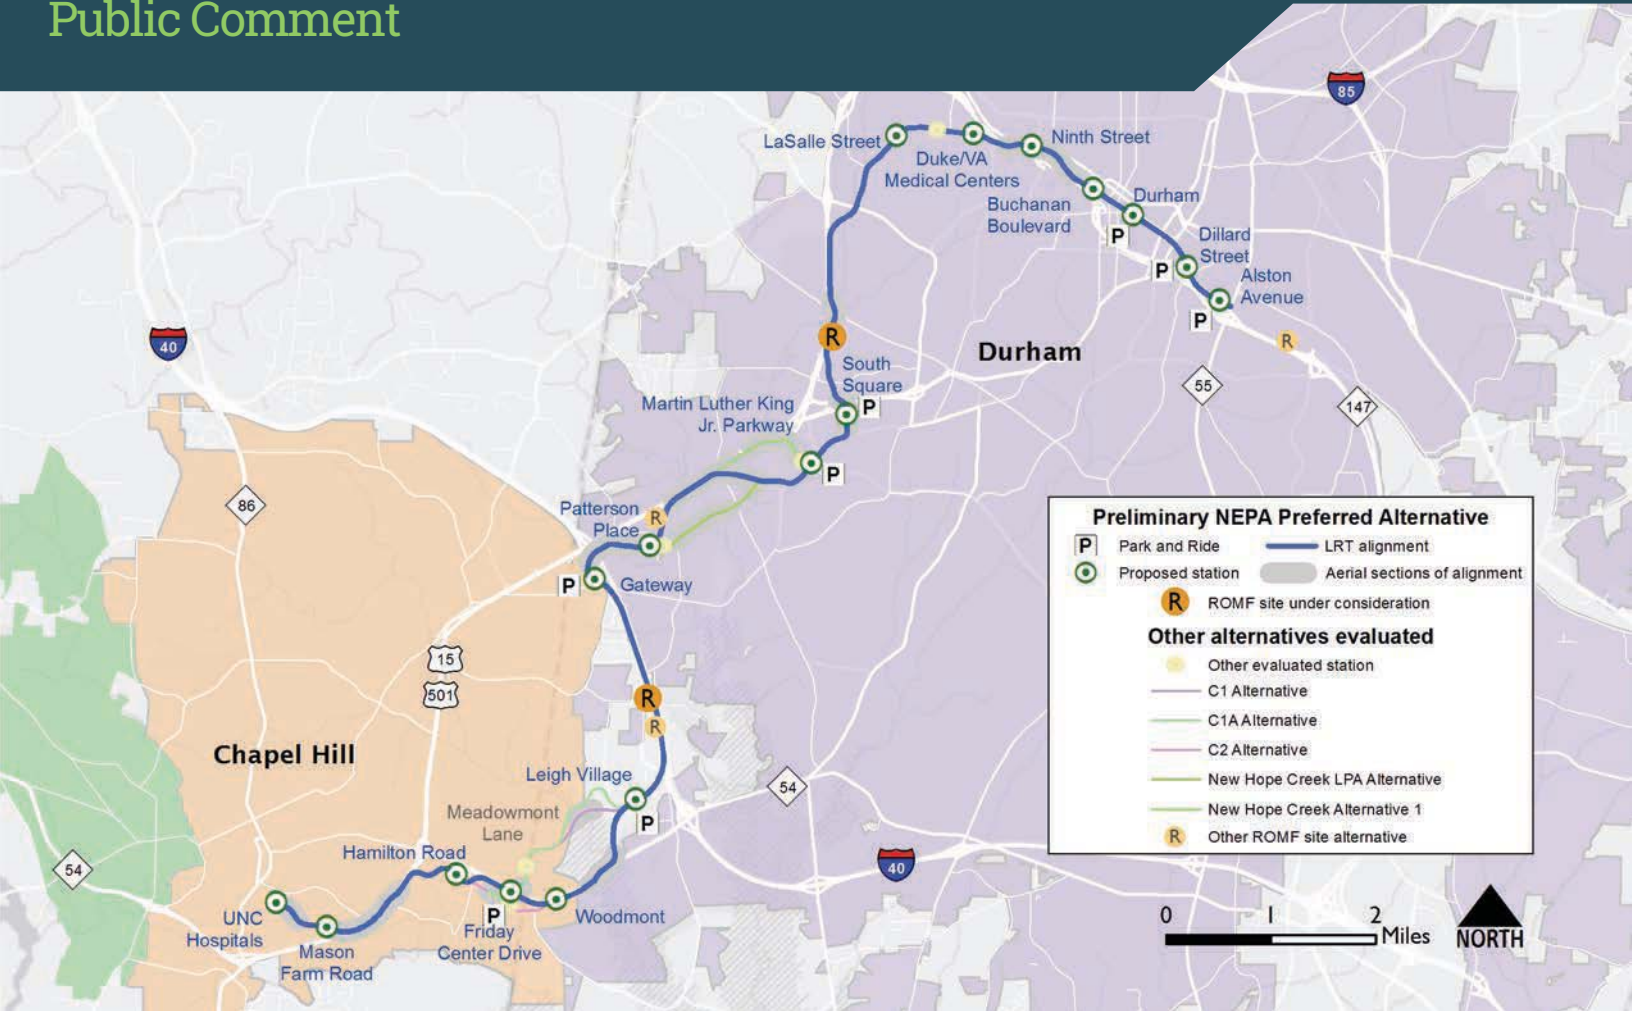 Public Comment
85
LaSalle Street
Ninth Street
Duke/VA
Medical Centers
Buchanan
Boulevard
Durham
P
Dillard
Street
P
Alston
Avenue
P
R
40
R
Durham
South
Square
P
55
147
Martin Luther King
Jr. Parkway
P
86
Patterson
Place
R
P
Gateway
15
501
R
R
Chapel Hill
Leigh Village
P
54
Meadowmont
Lane
Hamilton Road
54
40
UNC
Hospitals
Mason
Farm Road
P
Friday
Center Drive
Woodmont
Preliminary NEPA Preferred Alternative
P Park and Ride LRT alignment
Proposed station Aerial sections of alignment
R ROMF site under consideration
Other alternatives evaluated
Other evaluated station
C1 Alternative
C1A Alternative
C2 Alternative
New Hope Creek LPA Alternative
New Hope Creek Alternative 1
R Other ROMF site alternative
0 1 2
Miles
NORTH